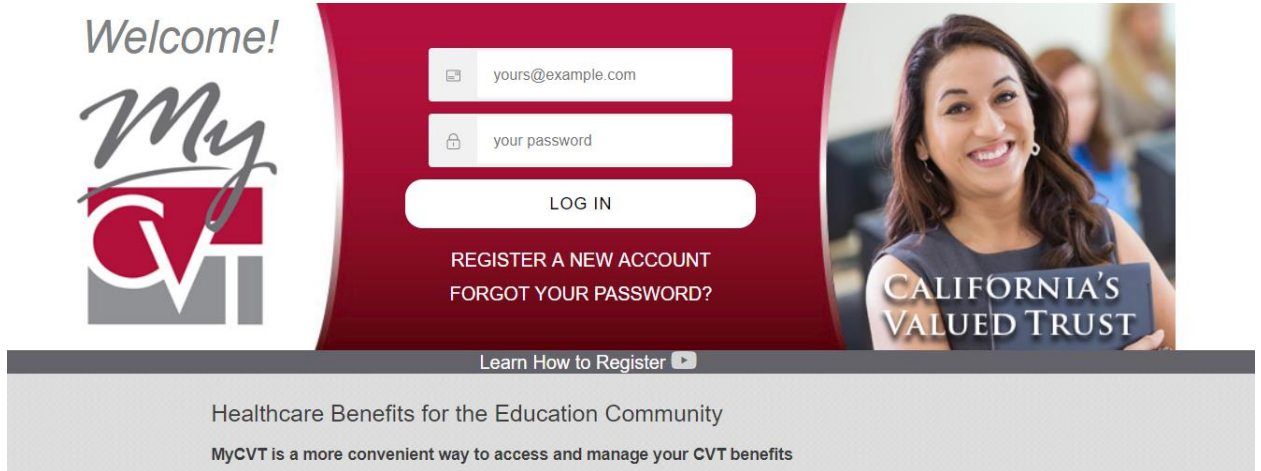 Welcome!
My
CVT
yours@example.com
your password
LOG IN
REGISTER A NEW ACCOUNT
FORGOT YOUR PASSWORD?
CALIFORNIA'S
VALUED TRUST
Learn How to Register
Healthcare Benefits for the Education Community
MyCVT is a more convenient way to access and manage your CVT benefits